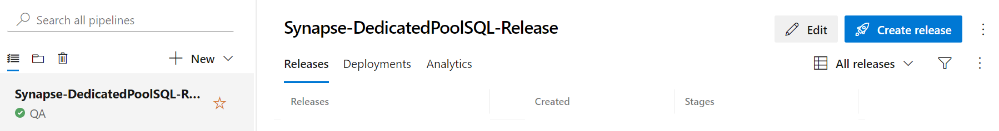 Search all pipelines
New
Synapse-DedicatedPoolSQL-R...
QA
Synapse-DedicatedPoolSQL-Release
Edit
Create release
Releases
Deployments
Analytics
All releases
Releases
Created
Stages